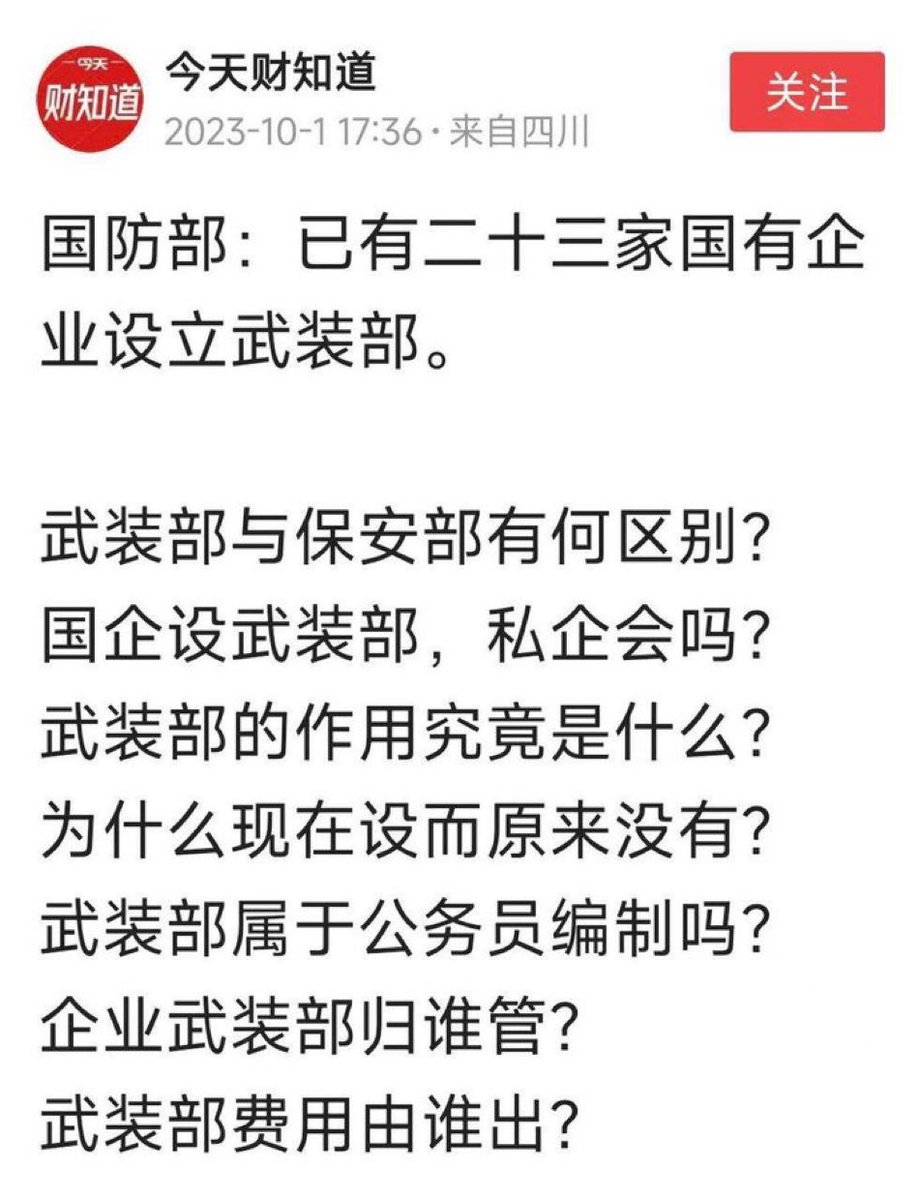 一今天一
财知道
今天财知道
2023-10-1 17:36·来自四川
关注
国防部：已有二十三家国有企
业设立武装部。
武装部与保安部有何区别？
国企设武装部，私企会吗？
武装部的作用究竟是什么？
为什么现在设而原来没有？
武装部属于公务员编制吗？
企业武装部归谁管？
武装部费用由谁出？